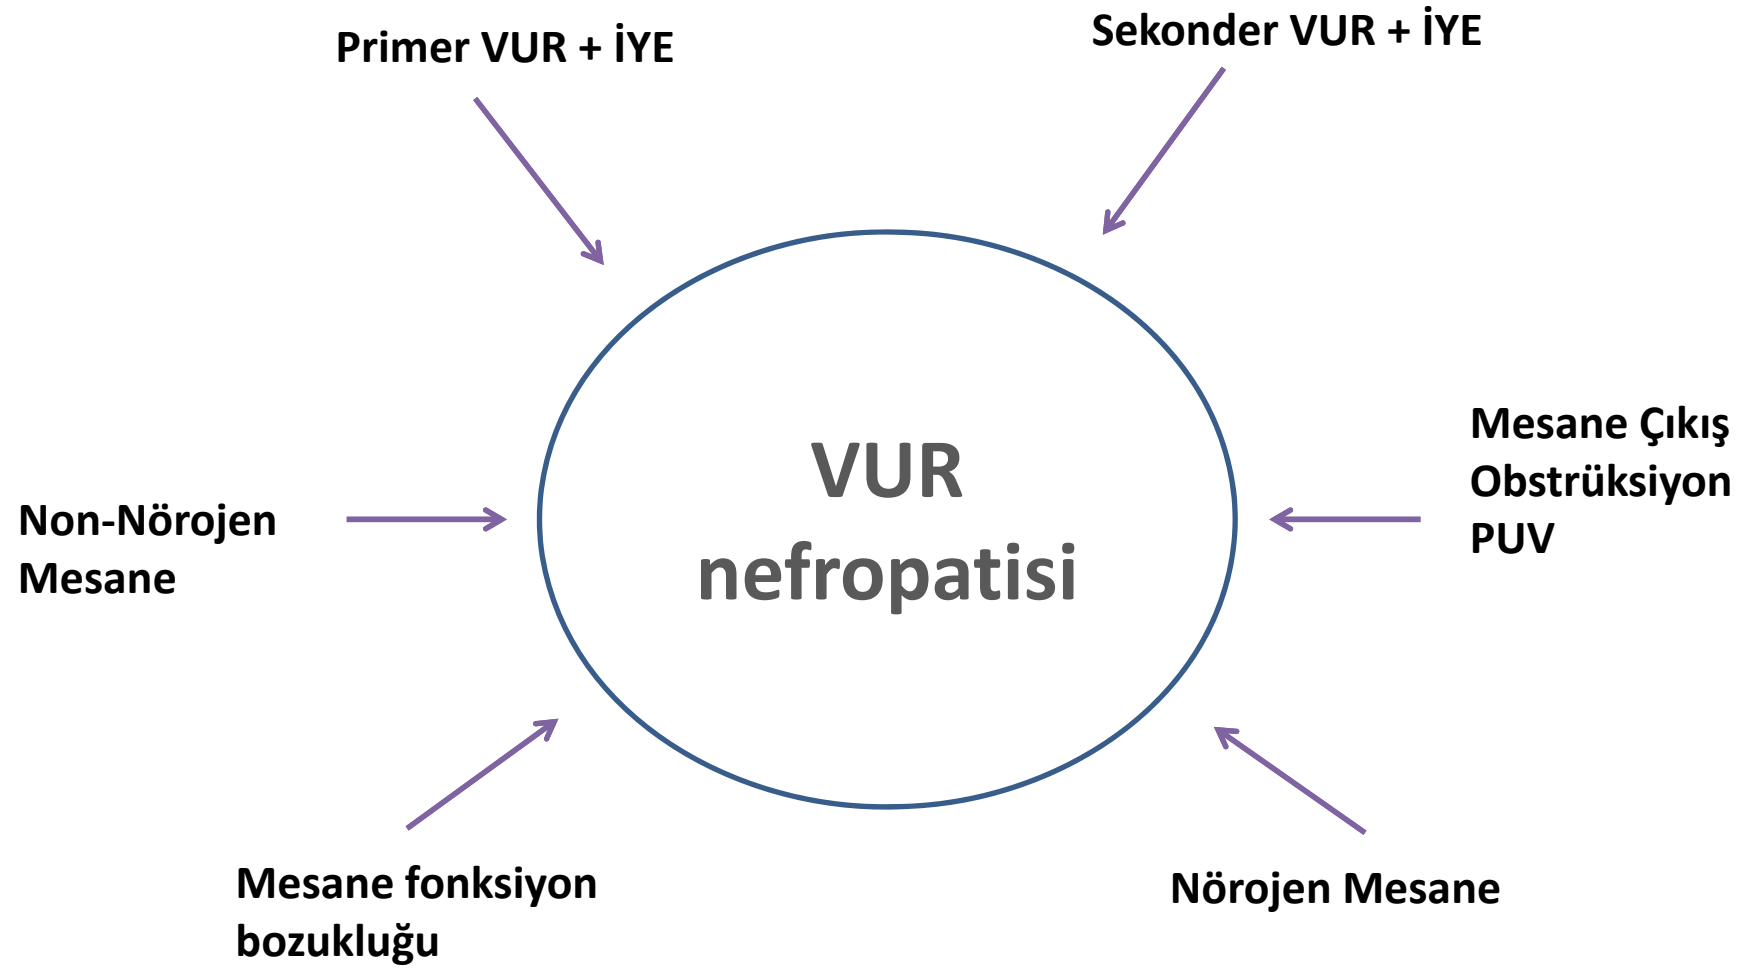 Primer VUR + İYE
Sekonder VUR + İYE
Mesane Çıkış
Obstrüksiyon
PUV
VUR
nefropatisi
Non-Nörojen
Mesane
Mesane fonksiyon
bozukluğu
Nörojen Mesane